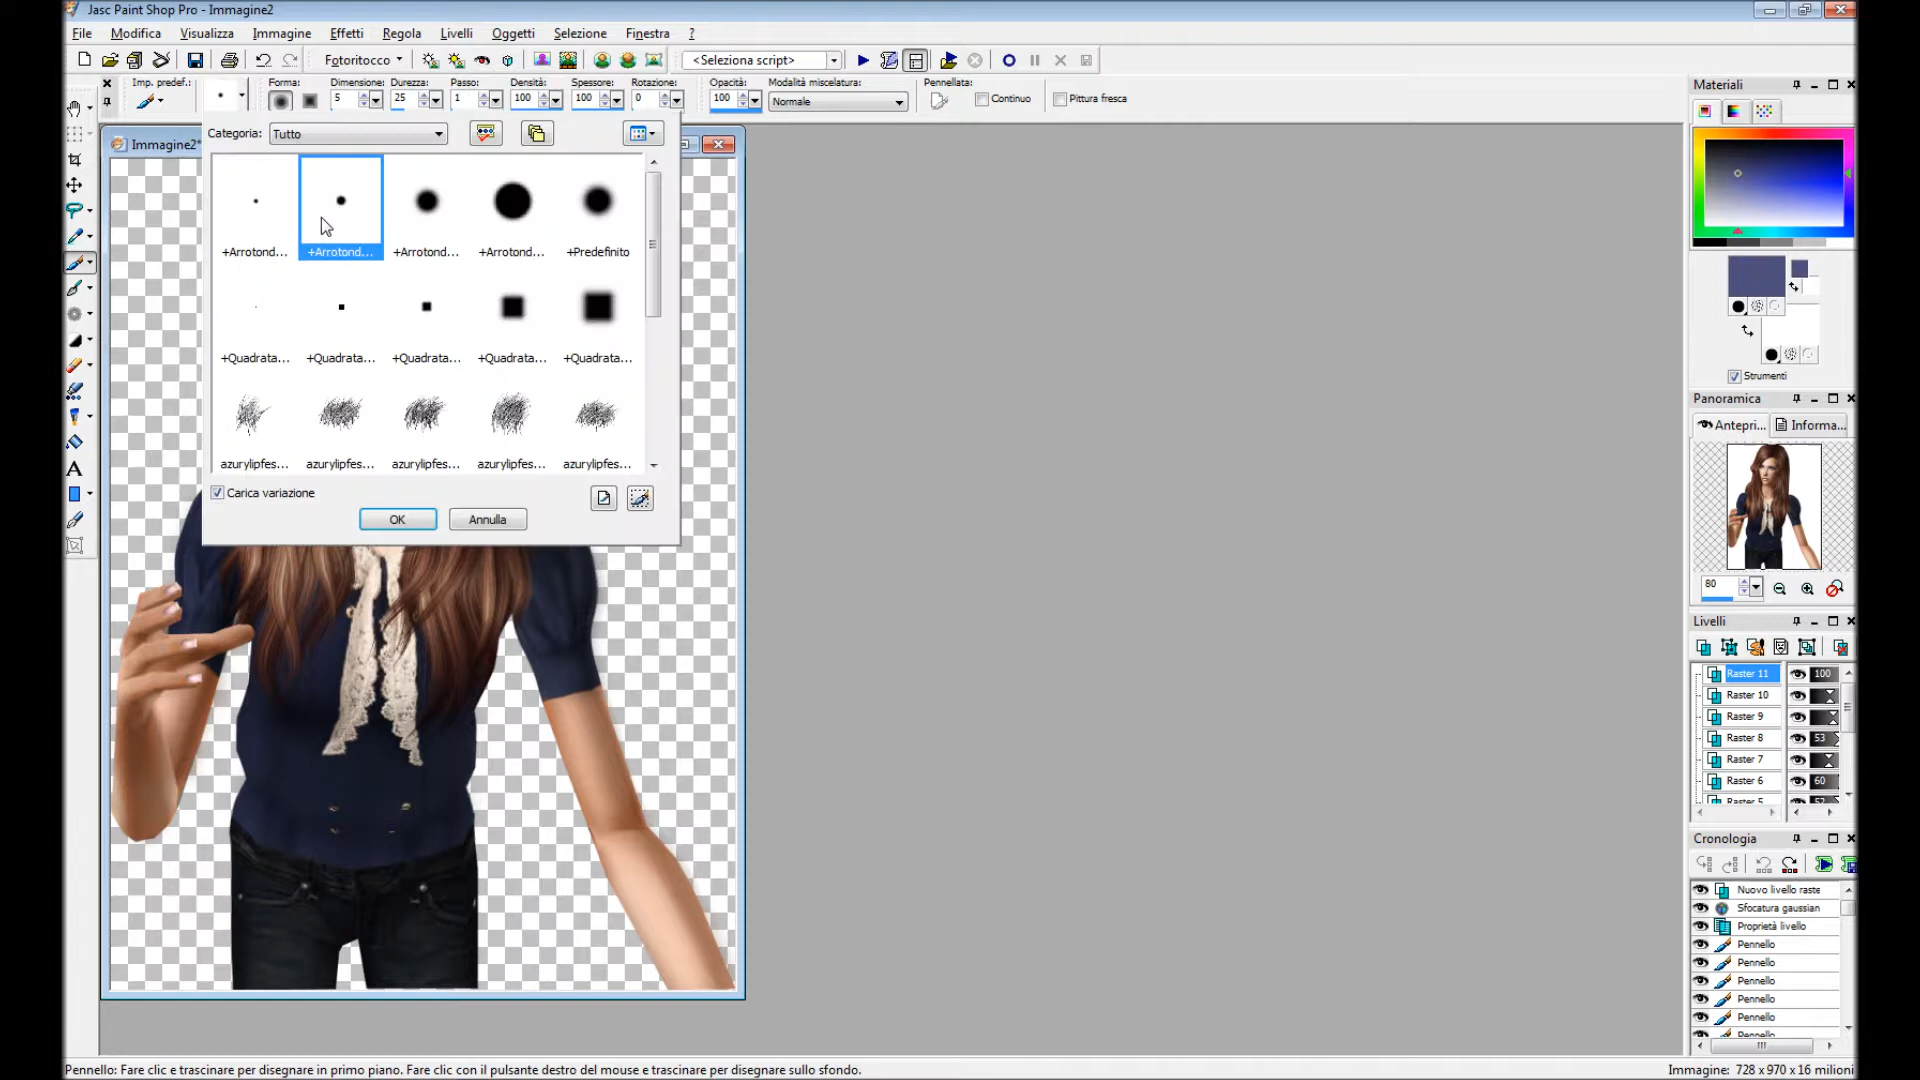 Jasc Paint Shop Pro - Immagine2
File Modifica Visualizza Immagine Effetti Regola Livelli Oggetti Selezione Finestra ?
Fotoritocco <Seleziona script>
Imp. predef.: Forma: Dimensione: Durezza: Passo: Densità: Spessore: Rotazione: Opacità: Modalità miscelatura: Pennellata:
5 25 1 100 100 0 100 Normale Continuo Pittura fresca
Immagine2*
Categoria: Tutto
+Arrotond... +Arrotond... +Arrotond... +Arrotond... +Predefinito
+Quadrata... +Quadrata... +Quadrata... +Quadrata... +Quadrata...
azurylipfes... azurylipfes... azurylipfes... azurylipfes... azurylipfes...
Carica variazione
OK Annulla
Materiali
Strumenti
Panoramica
Antepri... Informa...
80
Livelli
Raster 11 100
Raster 10
Raster 9
Raster 8 53
Raster 7
Raster 6 60
Raster 5 52
Cronologia
Nuovo livello raste
Sfocatura gaussian
Proprietà livello
Pennello
Pennello
Pennello
Pennello
Pennello
Pennello
Pennello: Fare clic e trascinare per disegnare in primo piano. Fare clic con il pulsante destro del mouse e trascinare per disegnare sullo sfondo.
Immagine: 728 x 970 x 16 milioni